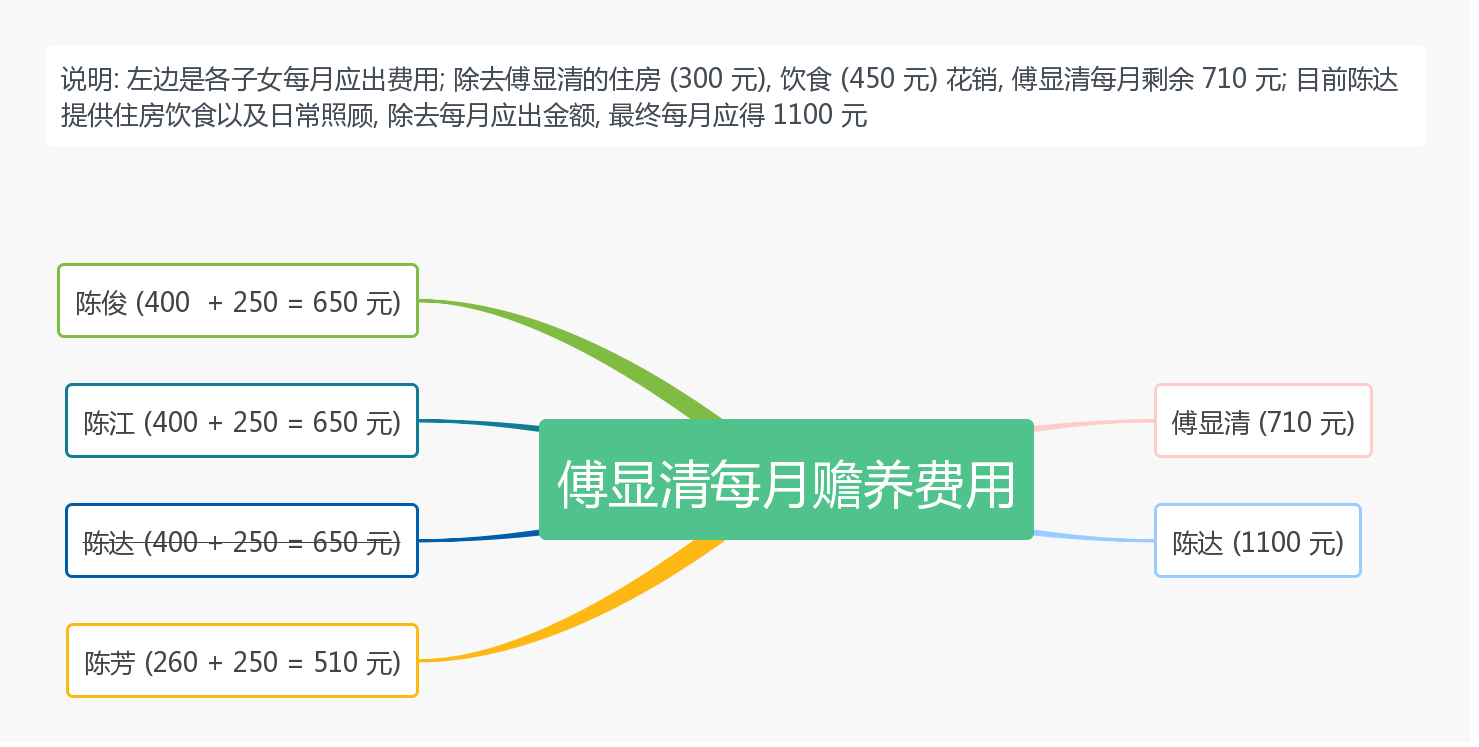 说明: 左边是各子女每月应出费用; 除去傅显清的住房 (300 元), 饮食 (450 元) 花销, 傅显清每月剩余 710 元; 目前陈达
提供住房饮食以及日常照顾, 除去每月应出金额, 最终每月应得 1100 元
陈俊 (400  + 250 = 650 元)
陈江 (400 + 250 = 650 元)
陈达 (400 + 250 = 650 元)
陈芳 (260 + 250 = 510 元)
傅显清每月赡养费用
傅显清 (710 元)
陈达 (1100 元)